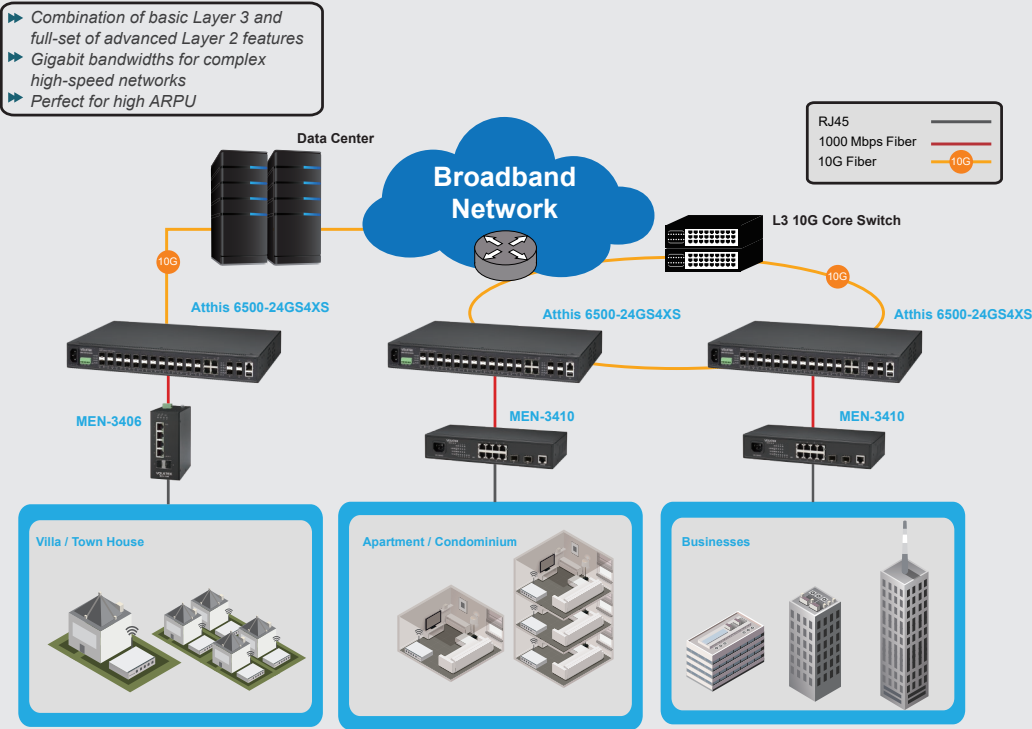 Combination of basic Layer 3 and
full-set of advanced Layer 2 features
Gigabit bandwidths for complex
high-speed networks
Perfect for high ARPU
RJ45
1000 Mbps Fiber
10G Fiber
10G
Data Center
Broadband
Network
L3 10G Core Switch
10G
10G
Atthis 6500-24GS4XS
Atthis 6500-24GS4XS
Atthis 6500-24GS4XS
MEN-3406
MEN-3410
MEN-3410
Villa / Town House
Apartment / Condominium
Businesses